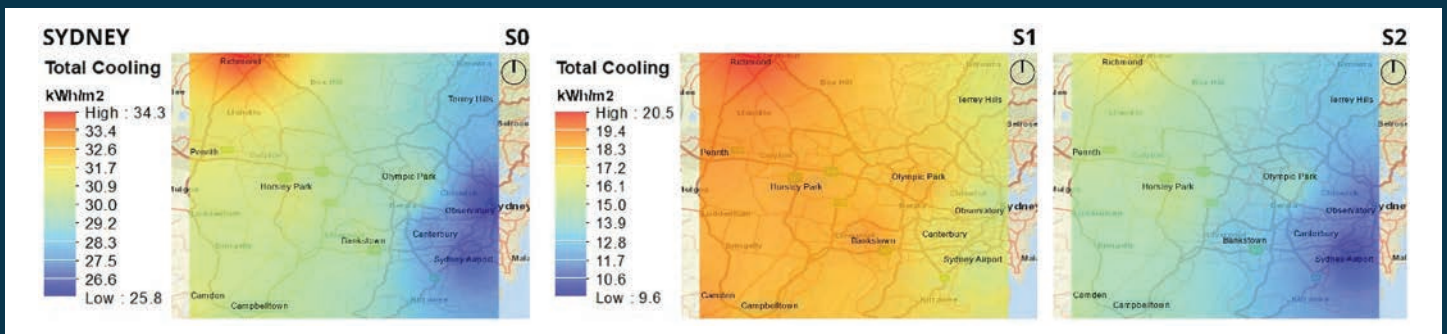 SYDNEY
S0
Total Cooling
kWh/m2
High : 34.3
33.4
32.6
31.7
30.9
30.0
29.2
28.3
27.5
26.6
Low : 25.8
Richmond
Box Hill
Terrey Hills
Penrith
Horsley Park
Olympic Park
Observatory
Sydney
Bankstown
Canterbury
Sydney Airport
Camden
Campbelltown
S1
Total Cooling
kWh/m2
High : 20.5
19.4
18.3
17.2
16.1
15.0
13.9
12.8
11.7
10.6
Low : 9.6
Richmond
Box Hill
Terrey Hills
Penrith
Horsley Park
Olympic Park
Observatory
ydney
Bankstown
Canterbury
Sydney Airport
Camden
Campbelltown
S2
Richmond
Terrey Hills
Penrith
Horsley Park
Olympic Park
Observatory
ydney
Bankstown
Canterbury
Sydney Airport
Camden
Campbelltown